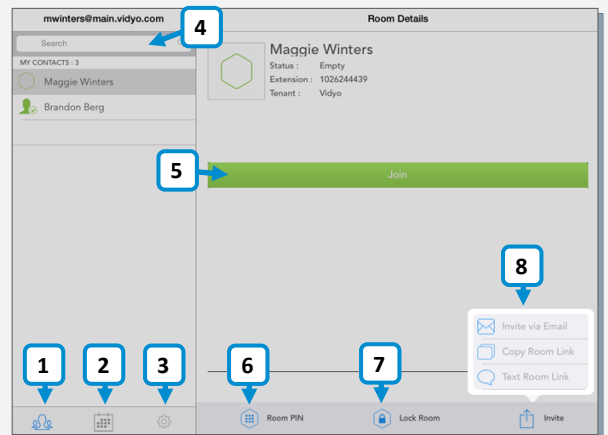 mwinters@main.vidyo.com
Room Details
4
Search
MY CONTACTS : 3
Maggie Winters
Brandon Berg
Maggie Winters
Status : Empty
Extension : 1026244439
Tenant : Vidyo
5
Join
8
Invite via Email
Copy Room Link
Text Room Link
1
2
3
6
7
Room PIN
Lock Room
Invite